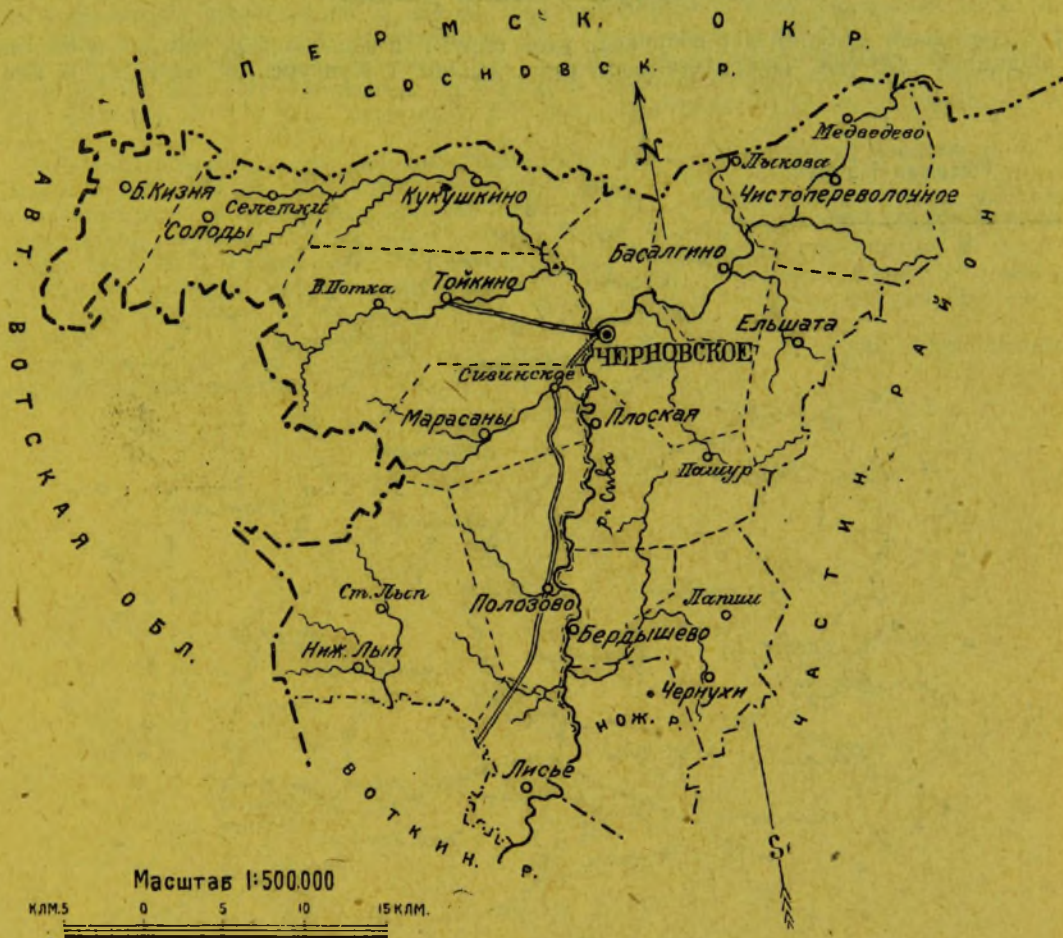 ПЕРМСК. ОКР.
СОСНОВСК. Р.
N
Медведево
Лыскова
Чистопереволочное
Б. Кизня
Селетки
Солоды
Кукушкино
Басалгино
Тойкино
В. Потка
Ельшата
ЧЕРНОВСКОЕ
Сивинское
Марасаны
Плоская
Пашур
р. Сива
АВТ. ВОТСКАЯ ОБЛ.
ЧАСТИН. РАЙОН
Ст. Лып
Полозово
Лапши
Бердышево
Ниж. Лып
Чернухи
НОЖ. Р.
Лисье
ВОТКИН. Р.
S
Масштаб 1:500.000
КЛМ. 5 0 5 10 15 КЛМ.